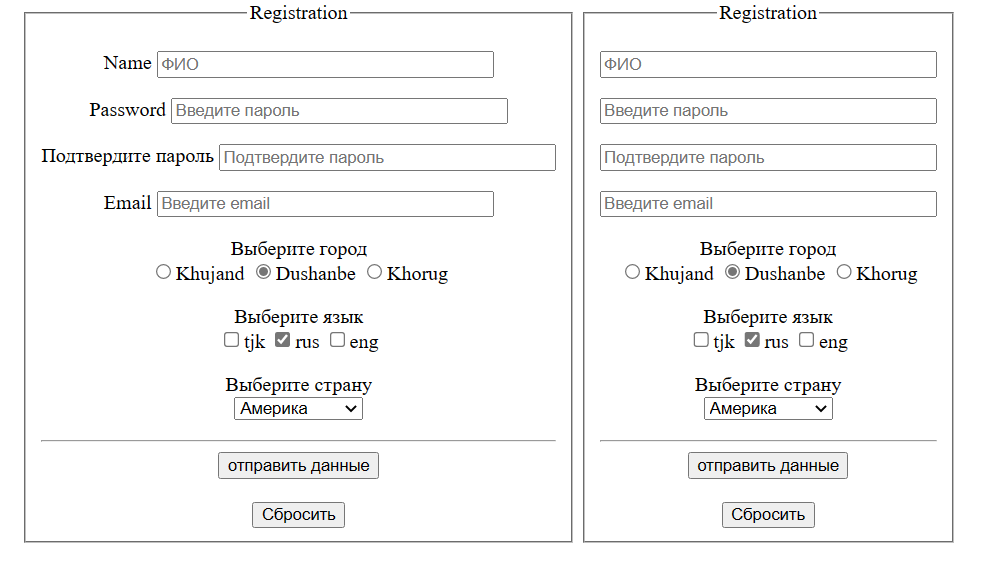 Registration
Name ФИО
Password Введите пароль
Подтвердите пароль Подтвердите пароль
Email Введите email
Выберите город
Khujand Dushanbe Khorug
Выберите язык
tjk rus eng
Выберите страну
Америка
отправить данные
Сбросить
Registration
ФИО
Введите пароль
Подтвердите пароль
Введите email
Выберите город
Khujand Dushanbe Khorug
Выберите язык
tjk rus eng
Выберите страну
Америка
отправить данные
Сбросить